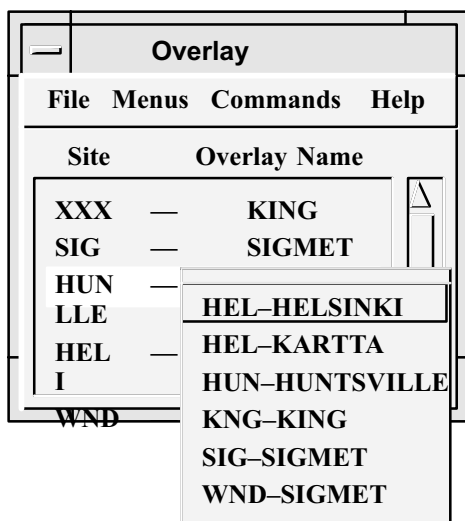 Overlay
File Menus Commands Help
Site Overlay Name
XXX — KING
SIG — SIGMET
HUN —
LLE
HEL —
I
WND
HEL–HELSINKI
HEL–KARTTA
HUN–HUNTSVILLE
KNG–KING
SIG–SIGMET
WND–SIGMET